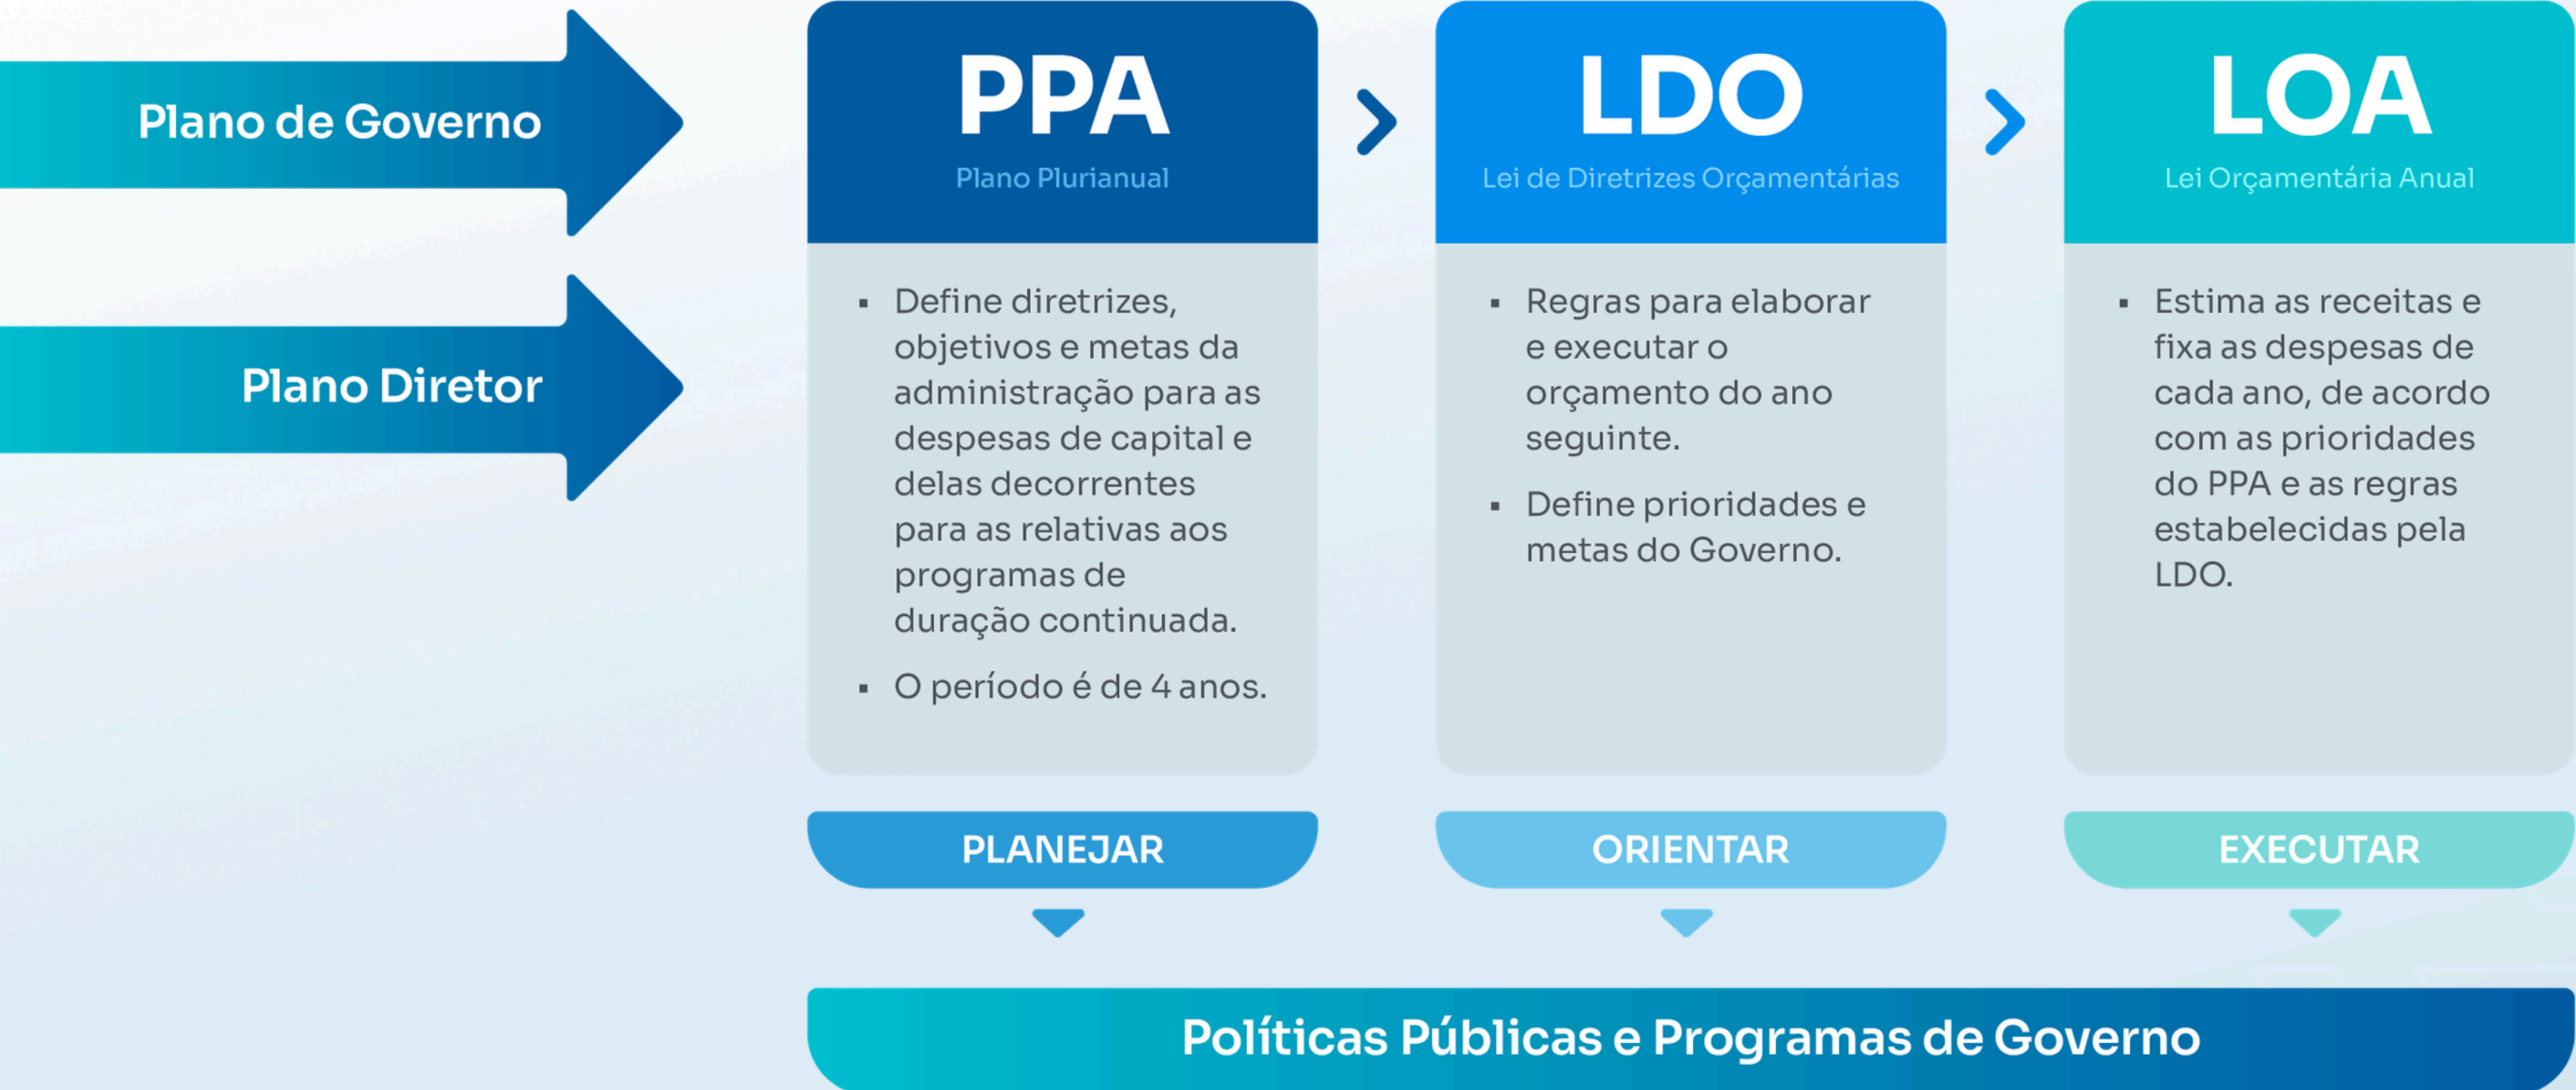 Plano de Governo
Plano Diretor
PPA
Plano Plurianual
▪ Define diretrizes,
objetivos e metas da
administração para as
despesas de capital e
delas decorrentes
para as relativas aos
programas de
duração continuada.
▪ O período é de 4 anos.
PLANEJAR
LDO
Lei de Diretrizes Orçamentárias
▪ Regras para elaborar
e executar o
orçamento do ano
seguinte.
▪ Define prioridades e
metas do Governo.
ORIENTAR
LOA
Lei Orçamentária Anual
▪ Estima as receitas e
fixa as despesas de
cada ano, de acordo
com as prioridades
do PPA e as regras
estabelecidas pela
LDO.
EXECUTAR
Políticas Públicas e Programas de Governo